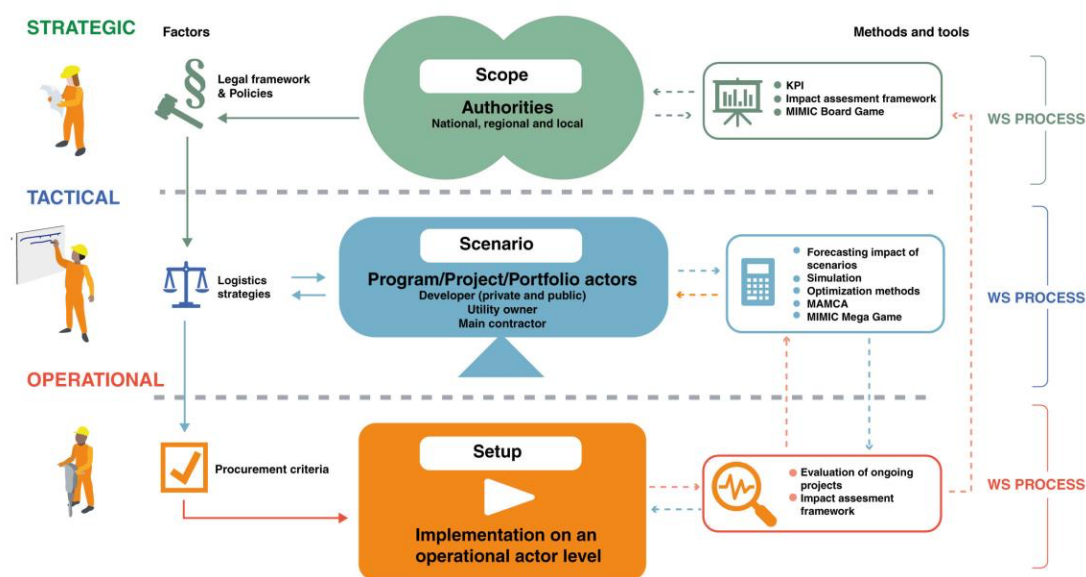 STRATEGIC
Factors
Methods and tools
§
Legal framework
& Policies
Scope
Authorities
National, regional and local
KPI
Impact assesment framework
MIMIC Board Game
WS PROCESS
TACTICAL
Logistics
strategies
Scenario
Program/Project/Portfolio actors
Developer (private and public)
Utility owner
Main contractor
Forecasting impact of
scenarios
Simulation
Optimization methods
MAMCA
MIMIC Mega Game
WS PROCESS
OPERATIONAL
Procurement criteria
Setup
Implementation on an
operational actor level
Evaluation of ongoing
projects
Impact assesment
framework
WS PROCESS